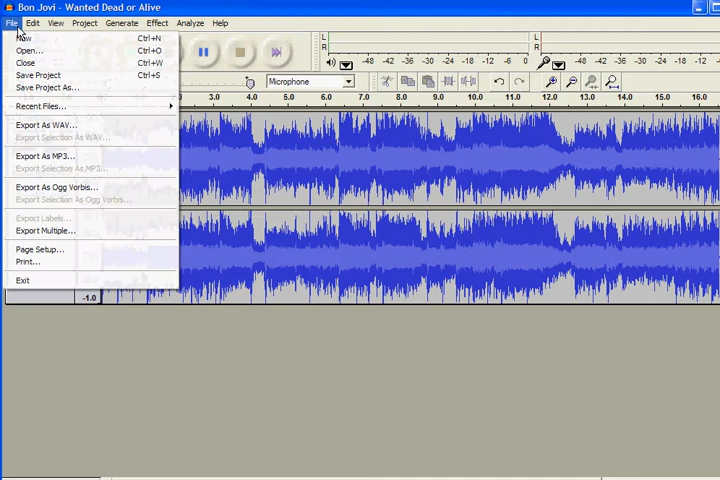 Bon Jovi - Wanted Dead or Alive
File Edit View Project Generate Effect Analyze Help
New Ctrl+N
Open... Ctrl+O
Close Ctrl+W
Save Project Ctrl+S
Save Project As...
Recent Files...
Export As WAV...
Export Selection As WAV...
Export As MP3...
Export Selection As MP3...
Export As Ogg Vorbis...
Export Selection As Ogg Vorbis...
Export Labels...
Export Multiple...
Page Setup...
Print...
Exit
-48 -42 -36 -30 -24 -18 -12 -6 0
-48 -42 -36 -30 -24 -18
Microphone
3.0 4.0 5.0 6.0 7.0 8.0 9.0 10.0 11.0 12.0 13.0 14.0 15.0 16.0
-1.0